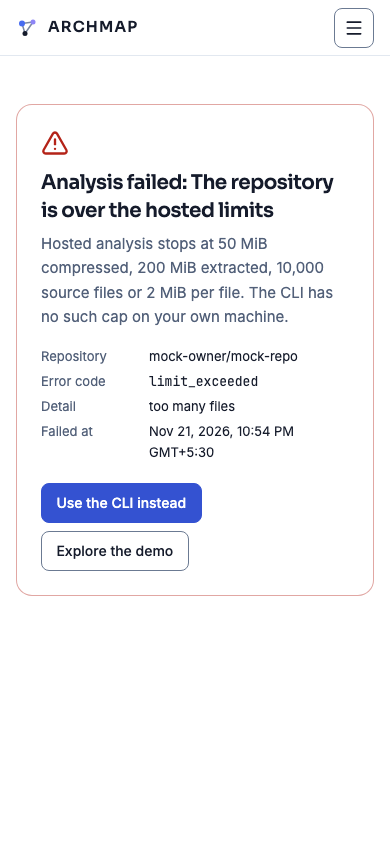 ARCHMAP
Analysis failed: The repository
is over the hosted limits
Hosted analysis stops at 50 MiB
compressed, 200 MiB extracted, 10,000
source files or 2 MiB per file. The CLI has
no such cap on your own machine.
Repository mock-owner/mock-repo
Error code limit_exceeded
Detail too many files
Failed at Nov 21, 2026, 10:54 PM
GMT+5:30
Use the CLI instead
Explore the demo